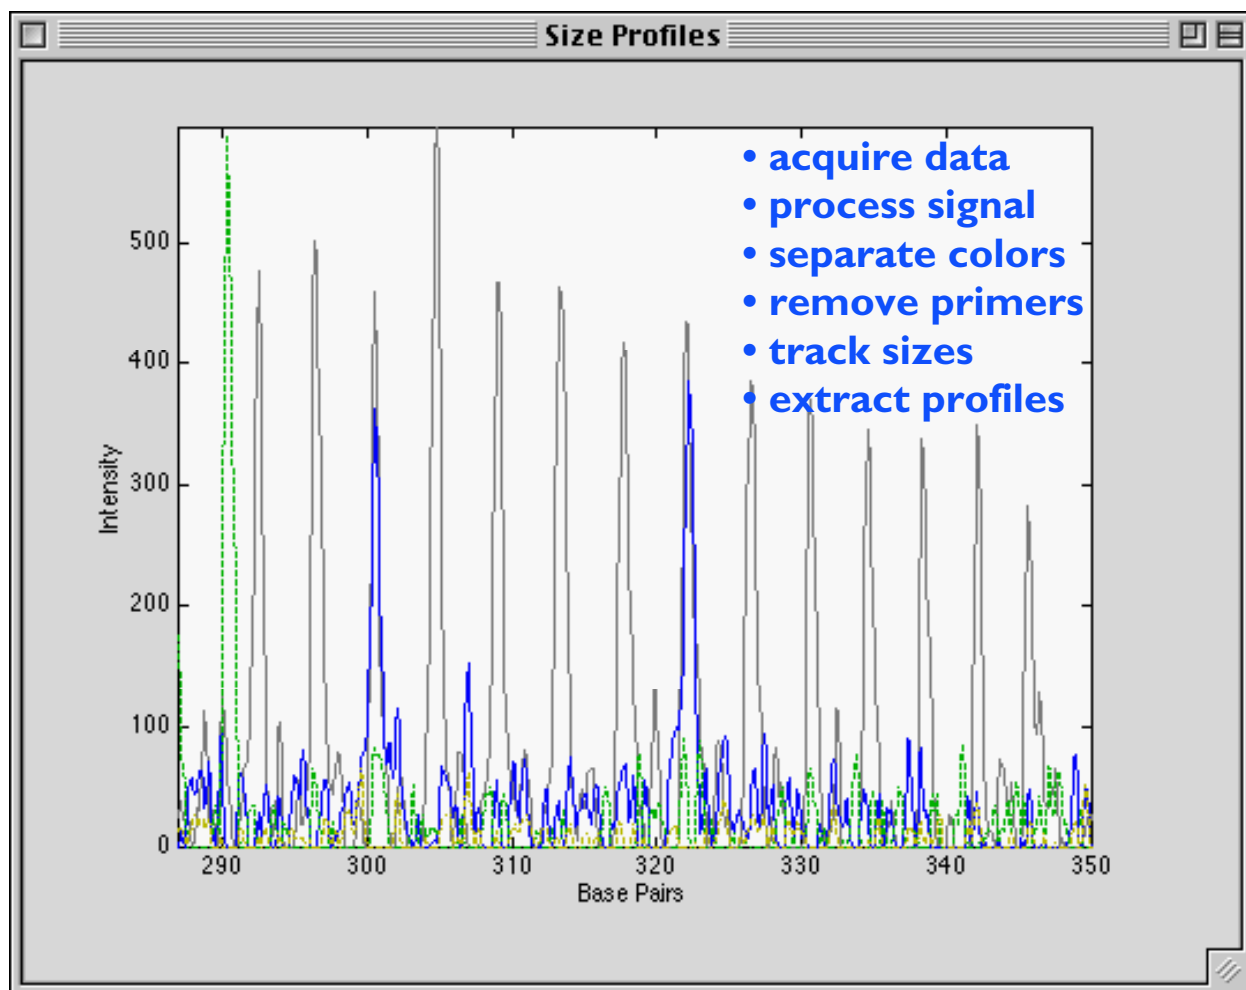 Size Profiles
• acquire data
• process signal
• separate colors
• remove primers
• track sizes
• extract profiles
500
400
300
200
100
0
Intensity
290 300 310 320 330 340 350
Base Pairs